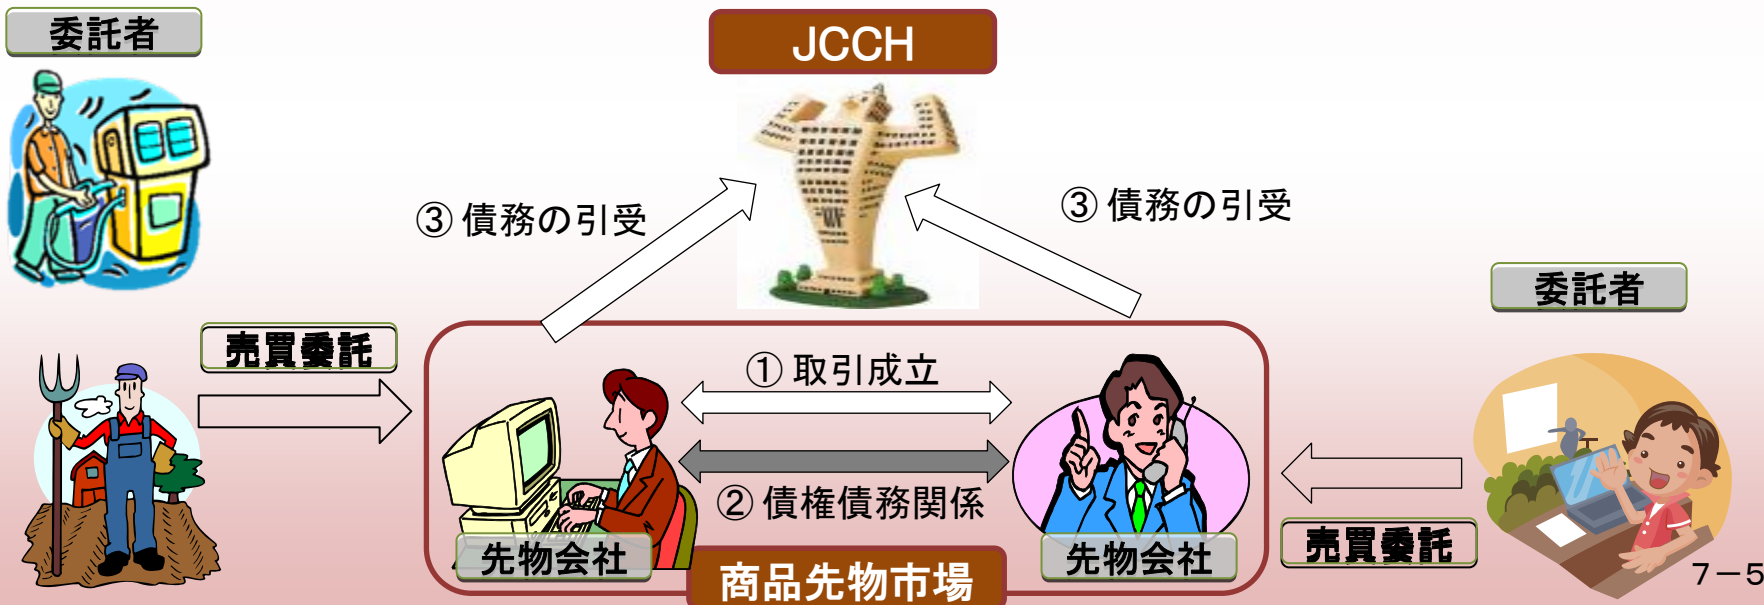 委託者
JCCH
③ 債務の引受
③ 債務の引受
委託者
売買委託
① 取引成立
② 債権債務関係
先物会社
先物会社
売買委託
商品先物市場
7－5